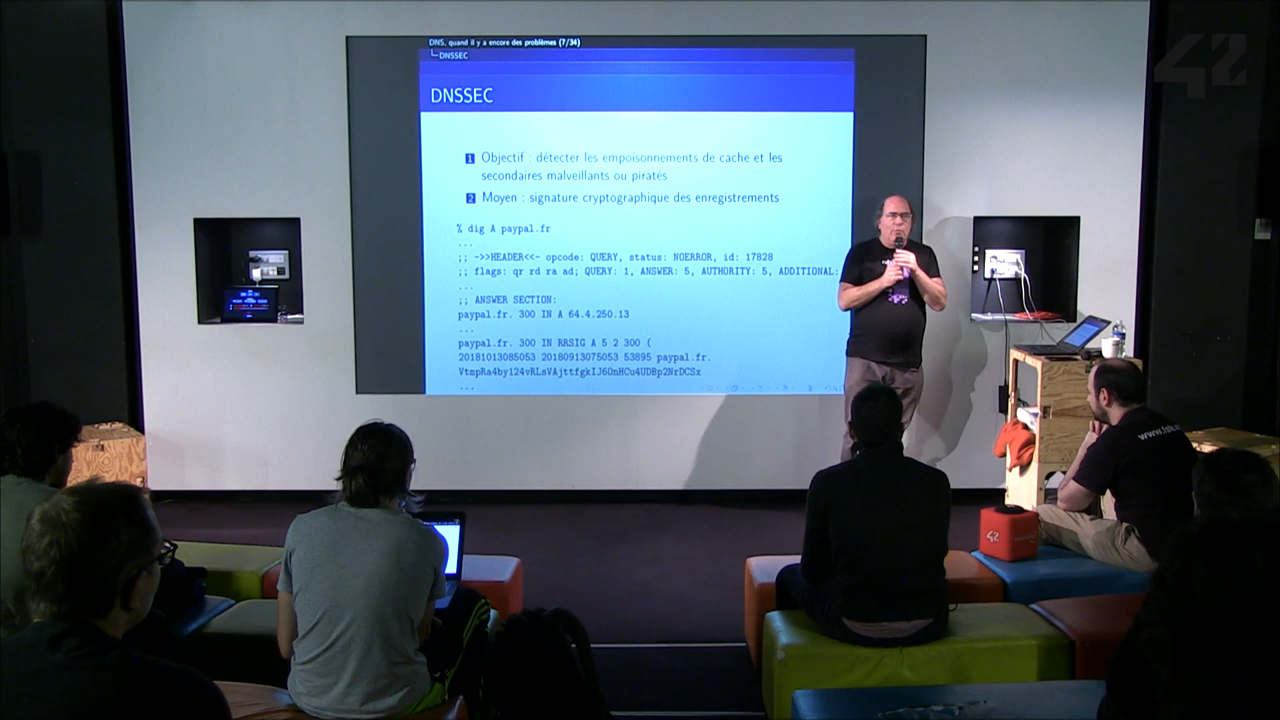 DNS, quand il y a encore des problèmes (7/34)
DNSSEC
42
DNSSEC
1 Objectif : détecter les empoisonnements de cache et les
secondaires malveillants ou piratés
2 Moyen : signature cryptographique des enregistrements
% dig A paypal.fr
...
;; ->>HEADER<<- opcode: QUERY, status: NOERROR, id: 17828
;; flags: qr rd ra ad; QUERY: 1, ANSWER: 5, AUTHORITY: 5, ADDITIONAL:
...
;; ANSWER SECTION:
paypal.fr. 300 IN A 64.4.250.13
...
paypal.fr. 300 IN RRSIG A 5 2 300 (
20181013085053 20180913075053 53895 paypal.fr.
VtmpRa4by124vRLsVAjttfgkIJ6OnHCu4UDBp2NrDCSx
...
www.
42